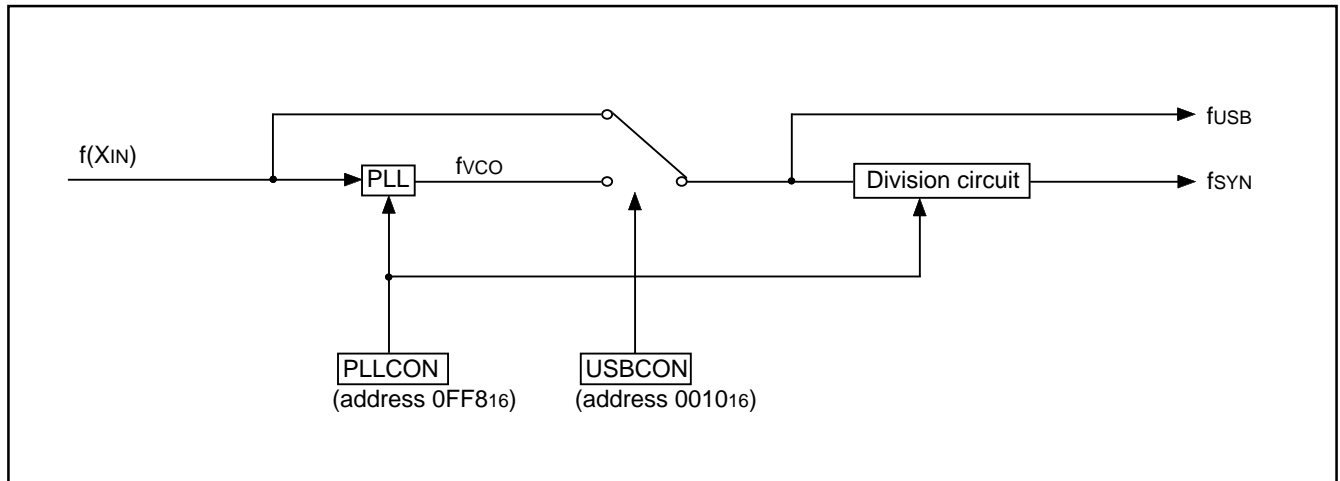 fUSB
f(XIN)
PLL
fVCO
Division circuit
fSYN
PLLCON
(address 0FF816)
USBCON
(address 001016)